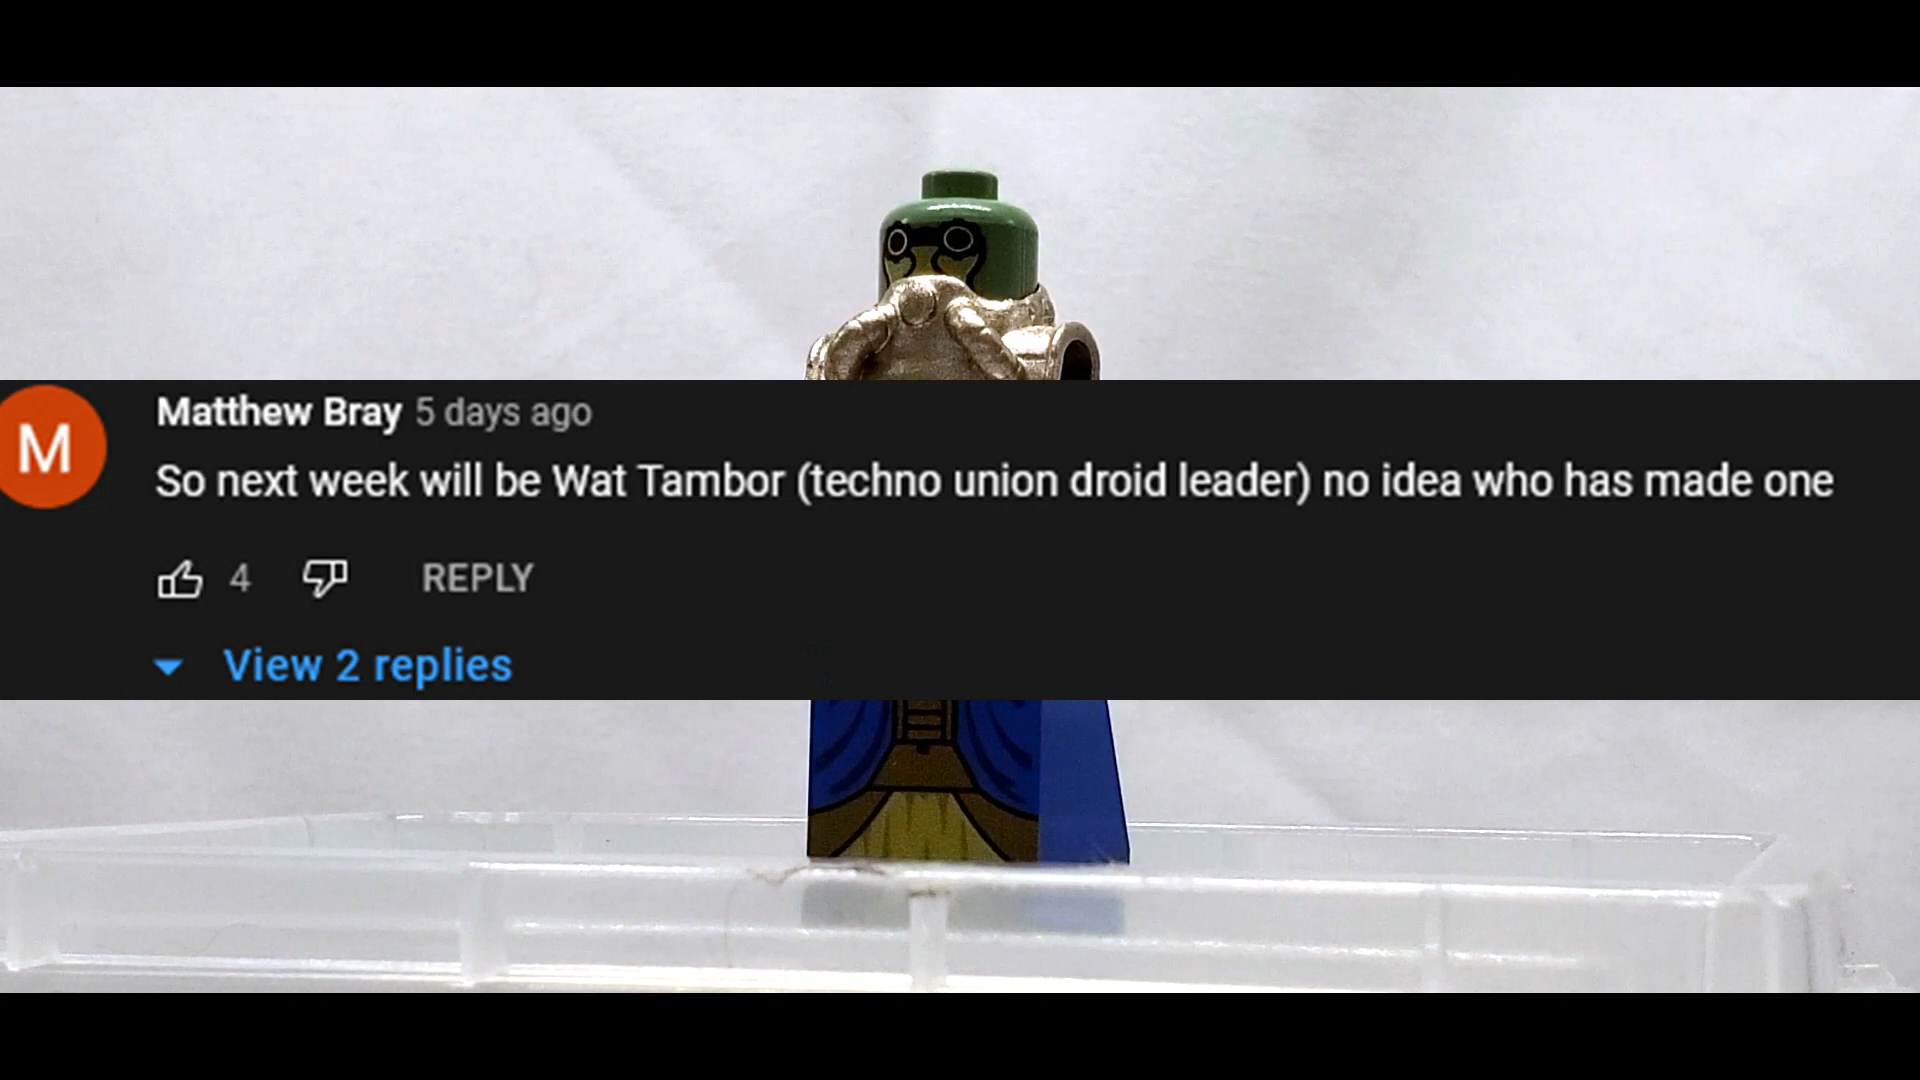 M
Matthew Bray 5 days ago
So next week will be Wat Tambor (techno union droid leader) no idea who has made one
4 REPLY
View 2 replies